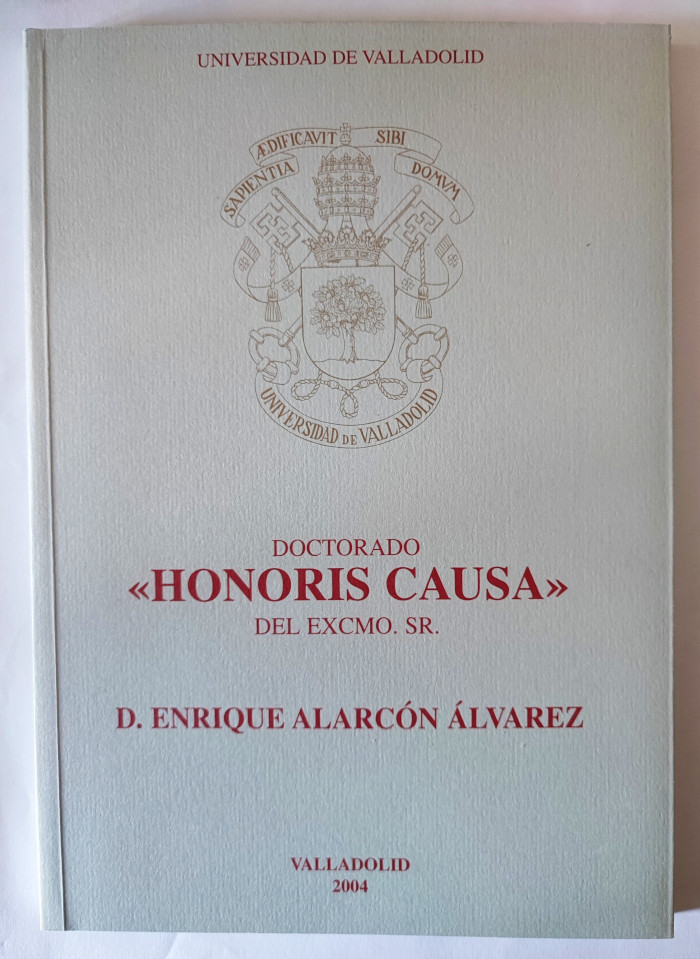 UNIVERSIDAD DE VALLADOLID
SAPIENTIA ÆDIFICAVIT SIBI DOMVM
UNIVERSIDAD DE VALLADOLID
DOCTORADO
«HONORIS CAUSA»
DEL EXCMO. SR.
D. ENRIQUE ALARCÓN ÁLVAREZ
VALLADOLID
2004